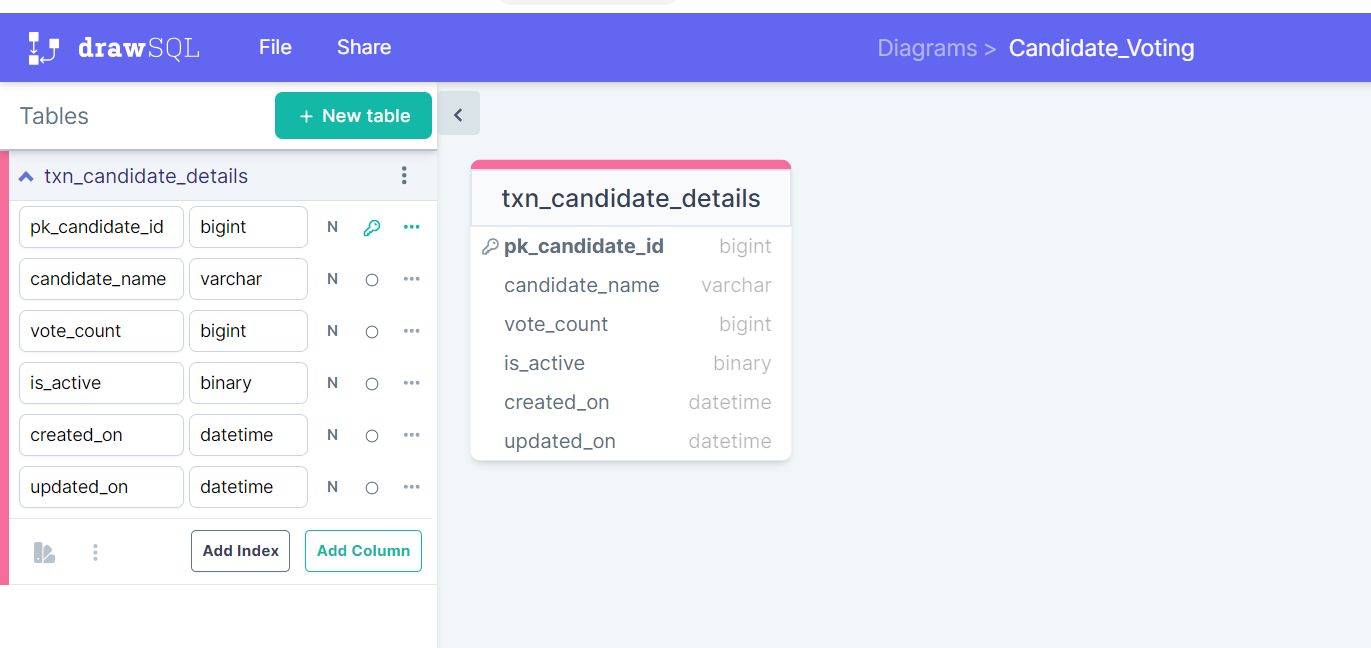 drawSQL File Share Diagrams > Candidate_Voting
Tables
+ New table
txn_candidate_details
pk_candidate_id bigint N
candidate_name varchar N
vote_count bigint N
is_active binary N
created_on datetime N
updated_on datetime N
Add Index Add Column
txn_candidate_details
pk_candidate_id bigint
candidate_name varchar
vote_count bigint
is_active binary
created_on datetime
updated_on datetime